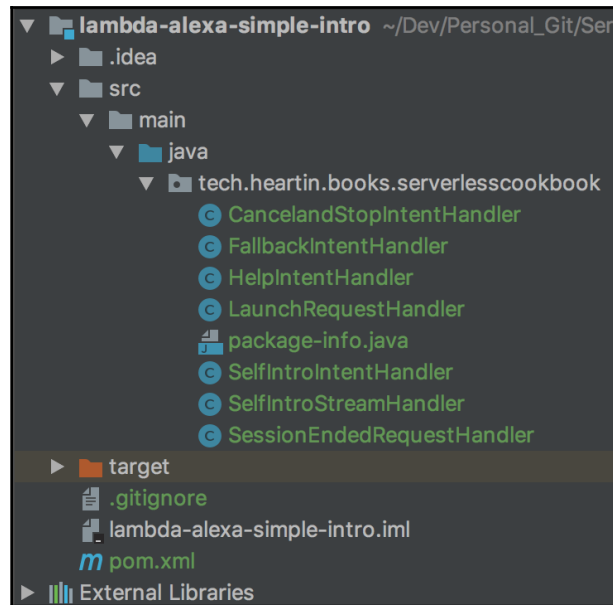 lambda-alexa-simple-intro ~/Dev/Personal_Git/Ser
.idea
src
main
java
tech.heartin.books.serverlesscookbook
CancelandStopIntentHandler
FallbackIntentHandler
HelpIntentHandler
LaunchRequestHandler
package-info.java
SelfIntroIntentHandler
SelfIntroStreamHandler
SessionEndedRequestHandler
target
.gitignore
lambda-alexa-simple-intro.iml
pom.xml
External Libraries